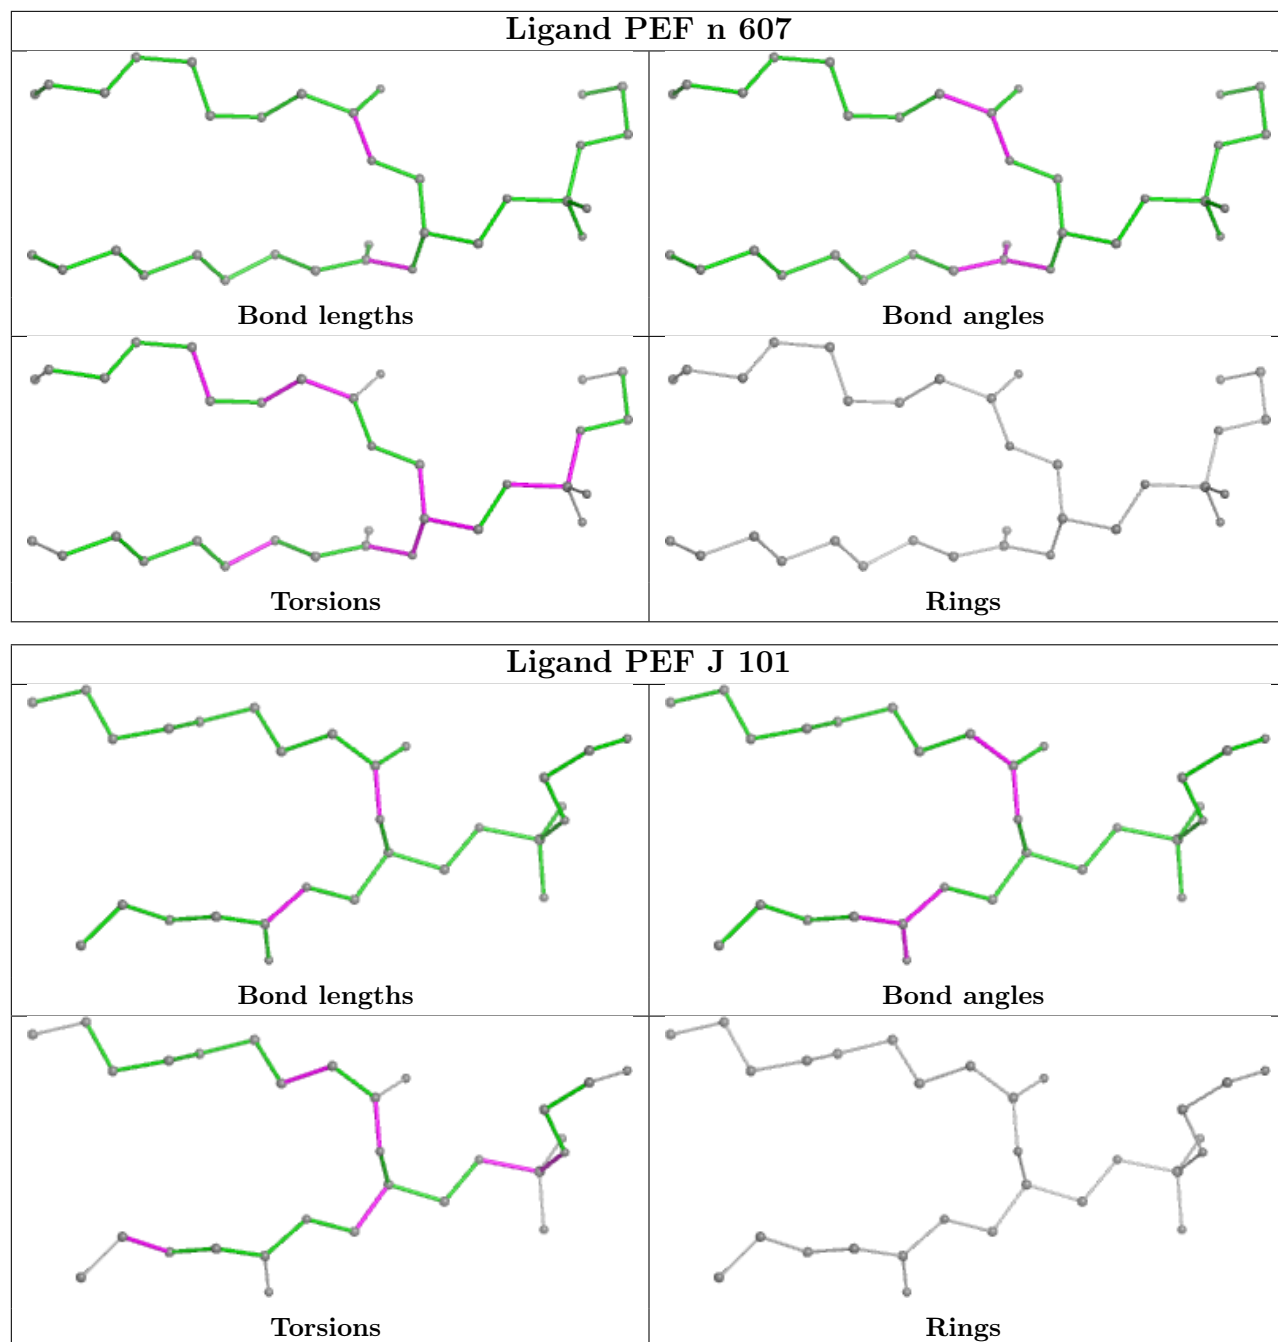 Ligand PEF n 607
Bond lengths
Bond angles
Torsions
Rings
Ligand PEF J 101
Bond lengths
Bond angles
Torsions
Rings